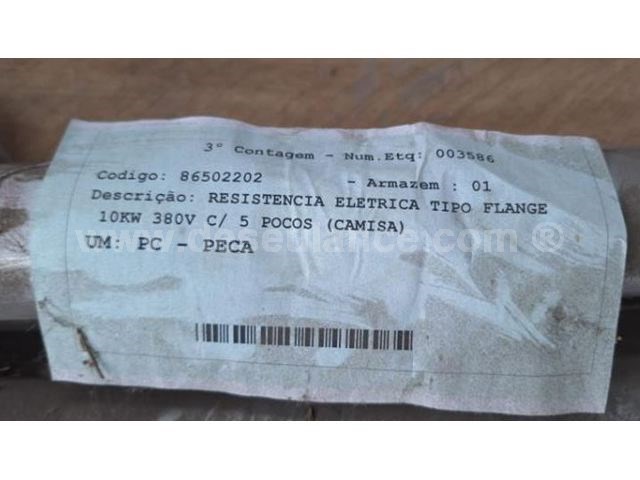 3º Contagem - Num.Etq: 003586
Codigo: 86502202 - Armazem : 01
Descrição: RESISTENCIA ELETRICA TIPO FLANGE
10KW 380V C/ 5 POCOS (CAMISA)
UM: PC - PECA